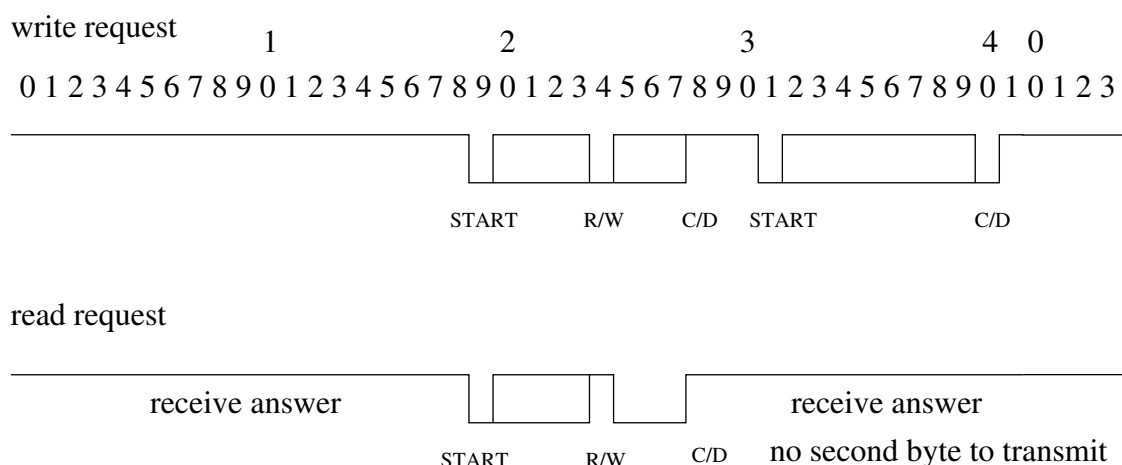 write request
1 2 3 4 0
0 1 2 3 4 5 6 7 8 9 0 1 2 3 4 5 6 7 8 9 0 1 2 3 4 5 6 7 8 9 0 1 2 3 4 5 6 7 8 9 0 1 0 1 2 3
START R/W C/D START C/D
read request
receive answer receive answer
START R/W C/D no second byte to transmit